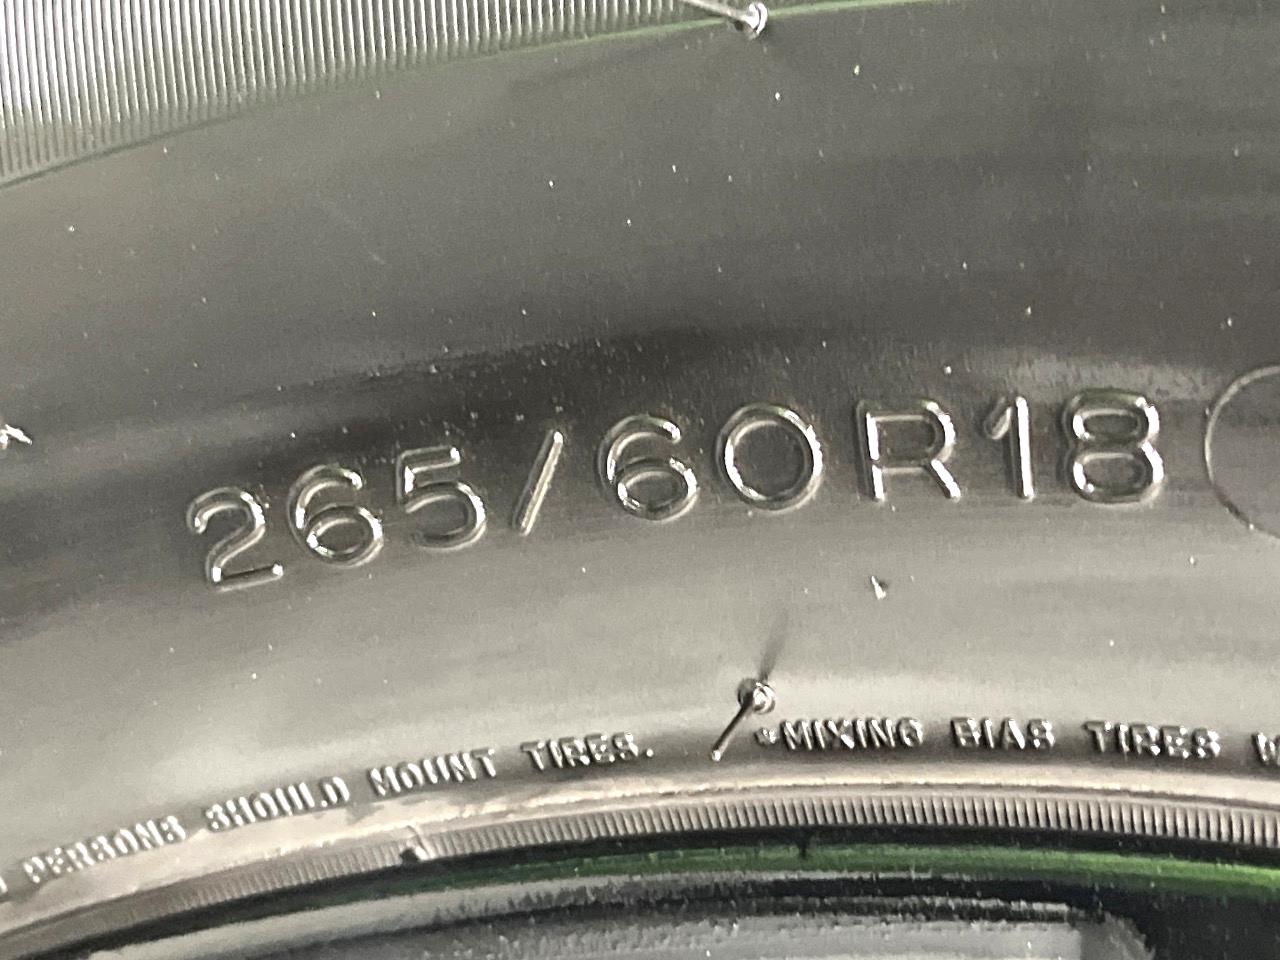 265/60R18
PERSONS SHOULD MOUNT TIRES. •MIXING BIAS TIRES